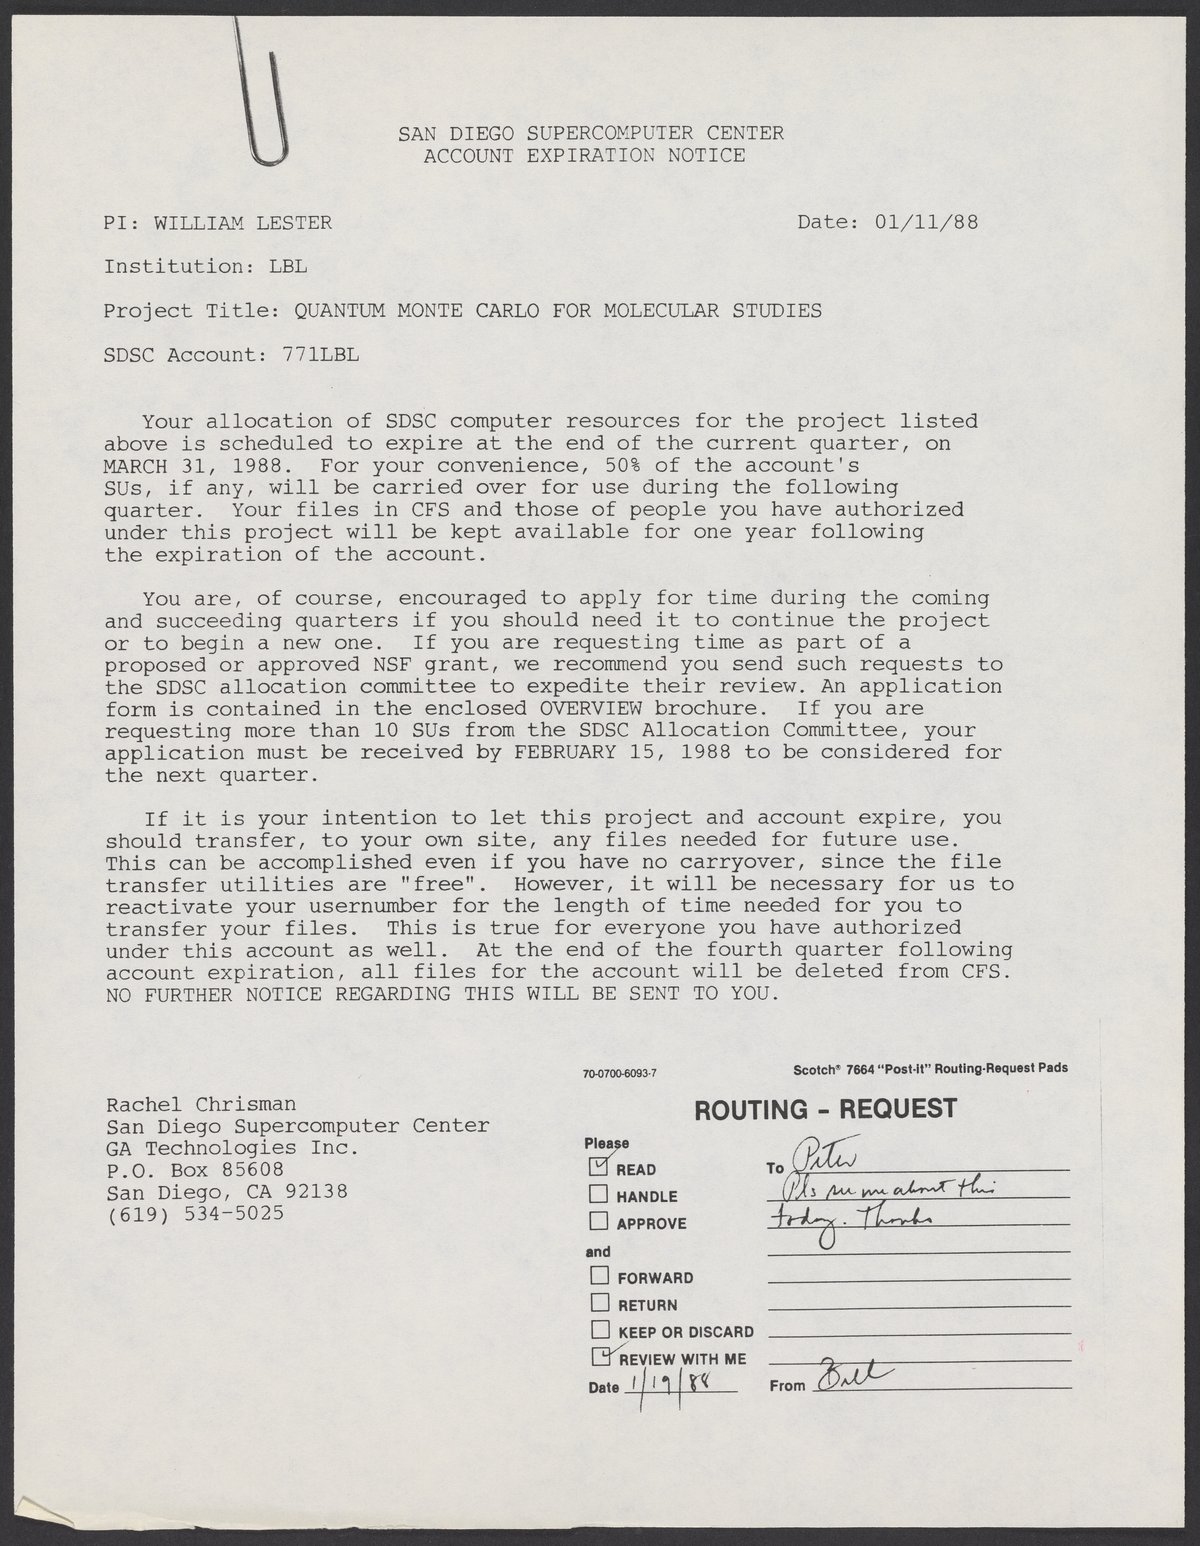 SAN DIEGO SUPERCOMPUTER CENTER
ACCOUNT EXPIRATION NOTICE
PI: WILLIAM LESTER Date: 01/11/88
Institution: LBL
Project Title: QUANTUM MONTE CARLO FOR MOLECULAR STUDIES
SDSC Account: 771LBL
Your allocation of SDSC computer resources for the project listed
above is scheduled to expire at the end of the current quarter, on
MARCH 31, 1988. For your convenience, 50% of the account's
SUs, if any, will be carried over for use during the following
quarter. Your files in CFS and those of people you have authorized
under this project will be kept available for one year following
the expiration of the account.
You are, of course, encouraged to apply for time during the coming
and succeeding quarters if you should need it to continue the project
or to begin a new one. If you are requesting time as part of a
proposed or approved NSF grant, we recommend you send such requests to
the SDSC allocation committee to expedite their review. An application
form is contained in the enclosed OVERVIEW brochure. If you are
requesting more than 10 SUs from the SDSC Allocation Committee, your
application must be received by FEBRUARY 15, 1988 to be considered for
the next quarter.
If it is your intention to let this project and account expire, you
should transfer, to your own site, any files needed for future use.
This can be accomplished even if you have no carryover, since the file
transfer utilities are "free". However, it will be necessary for us to
reactivate your usernumber for the length of time needed for you to
transfer your files. This is true for everyone you have authorized
under this account as well. At the end of the fourth quarter following
account expiration, all files for the account will be deleted from CFS.
NO FURTHER NOTICE REGARDING THIS WILL BE SENT TO YOU.
Rachel Chrisman
San Diego Supercomputer Center
GA Technologies Inc.
P.O. Box 85608
San Diego, CA 92138
(619) 534-5025
70-0700-6093-7 Scotch® 7664 "Post-it" Routing-Request Pads
ROUTING - REQUEST
Please
READ To Peter
HANDLE Pls see me about this
APPROVE today. Thanks
and
FORWARD
RETURN
KEEP OR DISCARD
REVIEW WITH ME
Date 1/19/88 From Bill